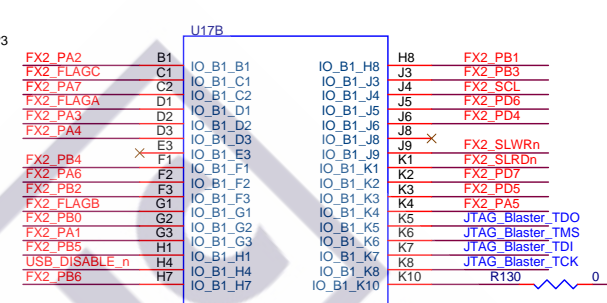 U17B
FX2_PA2 B1 IO_B1_B1 IO_B1_H8 H8 FX2_PB1
FX2_FLAGC C1 IO_B1_C1 IO_B1_J3 J3 FX2_PB3
FX2_PA7 C2 IO_B1_C2 IO_B1_J4 J4 FX2_SCL
FX2_FLAGA D1 IO_B1_D1 IO_B1_J5 J5 FX2_PD6
FX2_PA3 D2 IO_B1_D2 IO_B1_J6 J6 FX2_PD4
FX2_PA4 D3 IO_B1_D3 IO_B1_J8 J8
E3 IO_B1_E3 IO_B1_J9 J9 FX2_SLWRn
FX2_PB4 F1 IO_B1_F1 IO_B1_K1 K1 FX2_SLRDn
FX2_PA6 F2 IO_B1_F2 IO_B1_K2 K2 FX2_PD7
FX2_PB2 F3 IO_B1_F3 IO_B1_K3 K3 FX2_PD5
FX2_FLAGB G1 IO_B1_G1 IO_B1_K4 K4 FX2_PA5
FX2_PB0 G2 IO_B1_G2 IO_B1_K5 K5 JTAG_Blaster_TDO
FX2_PA1 G3 IO_B1_G3 IO_B1_K6 K6 JTAG_Blaster_TMS
FX2_PB5 H1 IO_B1_H1 IO_B1_K7 K7 JTAG_Blaster_TDI
USB_DISABLE_n H4 IO_B1_H4 IO_B1_K8 K8 JTAG_Blaster_TCK
FX2_PB6 H7 IO_B1_H7 IO_B1_K10 K10 R130 0